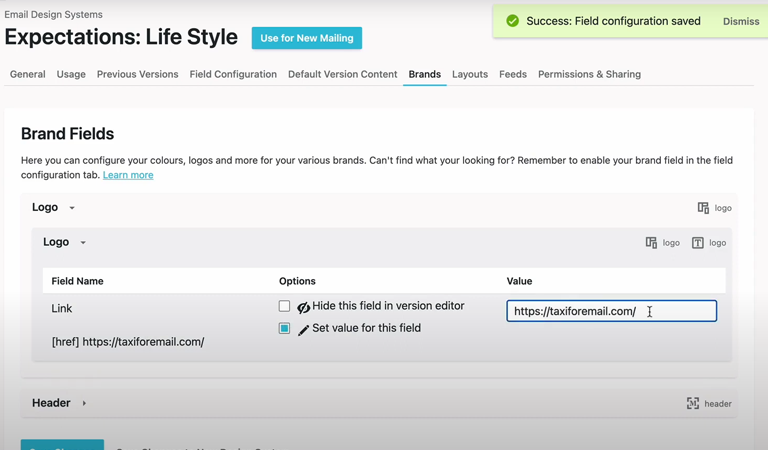 Email Design Systems
Success: Field configuration saved
Dismiss
Expectations: Life Style
Use for New Mailing
General Usage Previous Versions Field Configuration Default Version Content Brands Layouts Feeds Permissions & Sharing
Brand Fields
Here you can configure your colours, logos and more for your various brands. Can't find what your looking for? Remember to enable your brand field in the field
configuration tab. Learn more
Logo
logo
Logo
logo
logo
Field Name Options Value
Link
Hide this field in version editor
https://taxiforemail.com/
Set value for this field
[href] https://taxiforemail.com/
Header
header